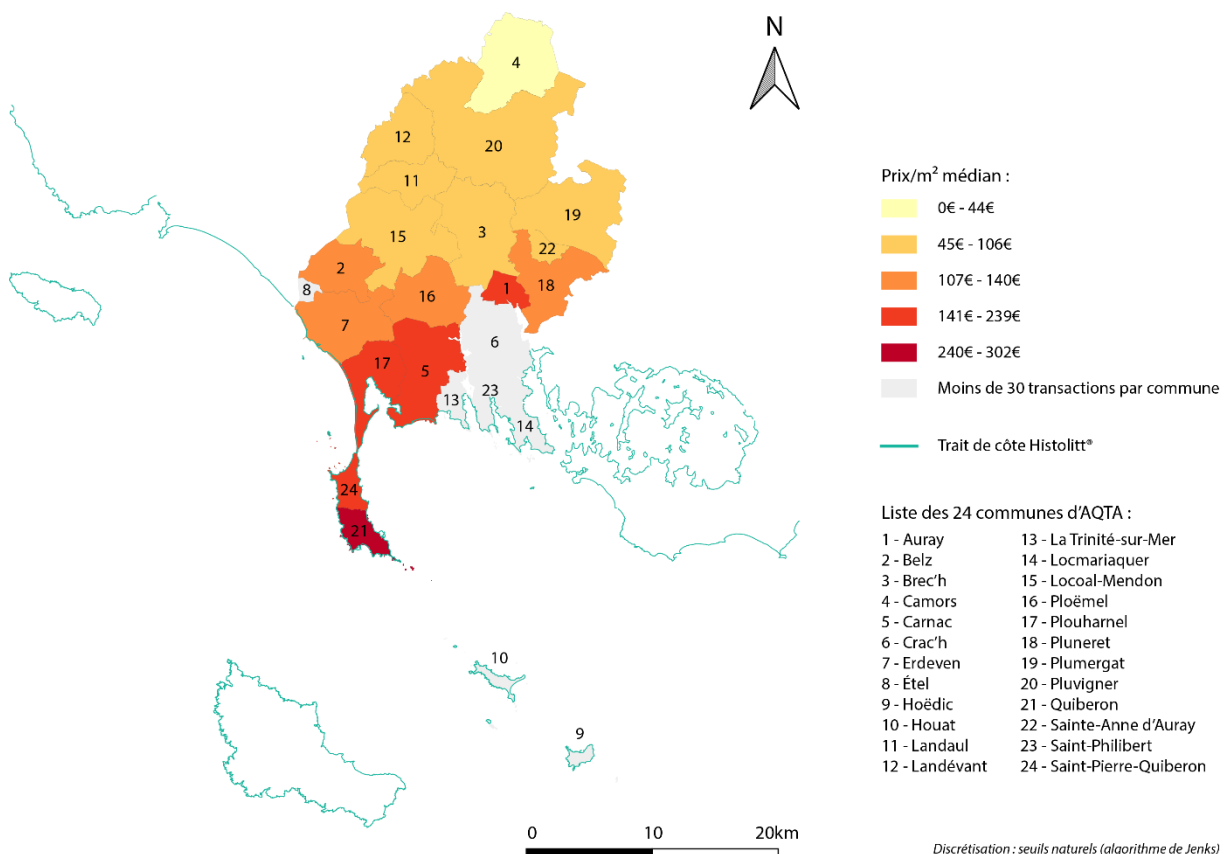 N
4
12
20
11
19
3
15
22
2
18
8
1
16
7
6
17
5
23
13
14
24
21
10
9
0 10 20km
Prix/m² médian :
0€ - 44€
45€ - 106€
107€ - 140€
141€ - 239€
240€ - 302€
Moins de 30 transactions par commune
Trait de côte Histolitt®
Liste des 24 communes d'AQTA :
1 - Auray
2 - Belz
3 - Brec'h
4 - Camors
5 - Carnac
6 - Crac'h
7 - Erdeven
8 - Étel
9 - Hoëdic
10 - Houat
11 - Landaul
12 - Landévant
13 - La Trinité-sur-Mer
14 - Locmariaquer
15 - Locoal-Mendon
16 - Ploëmel
17 - Plouharnel
18 - Pluneret
19 - Plumergat
20 - Pluvigner
21 - Quiberon
22 - Sainte-Anne d'Auray
23 - Saint-Philibert
24 - Saint-Pierre-Quiberon
Discrétisation : seuils naturels (algorithme de Jenks)